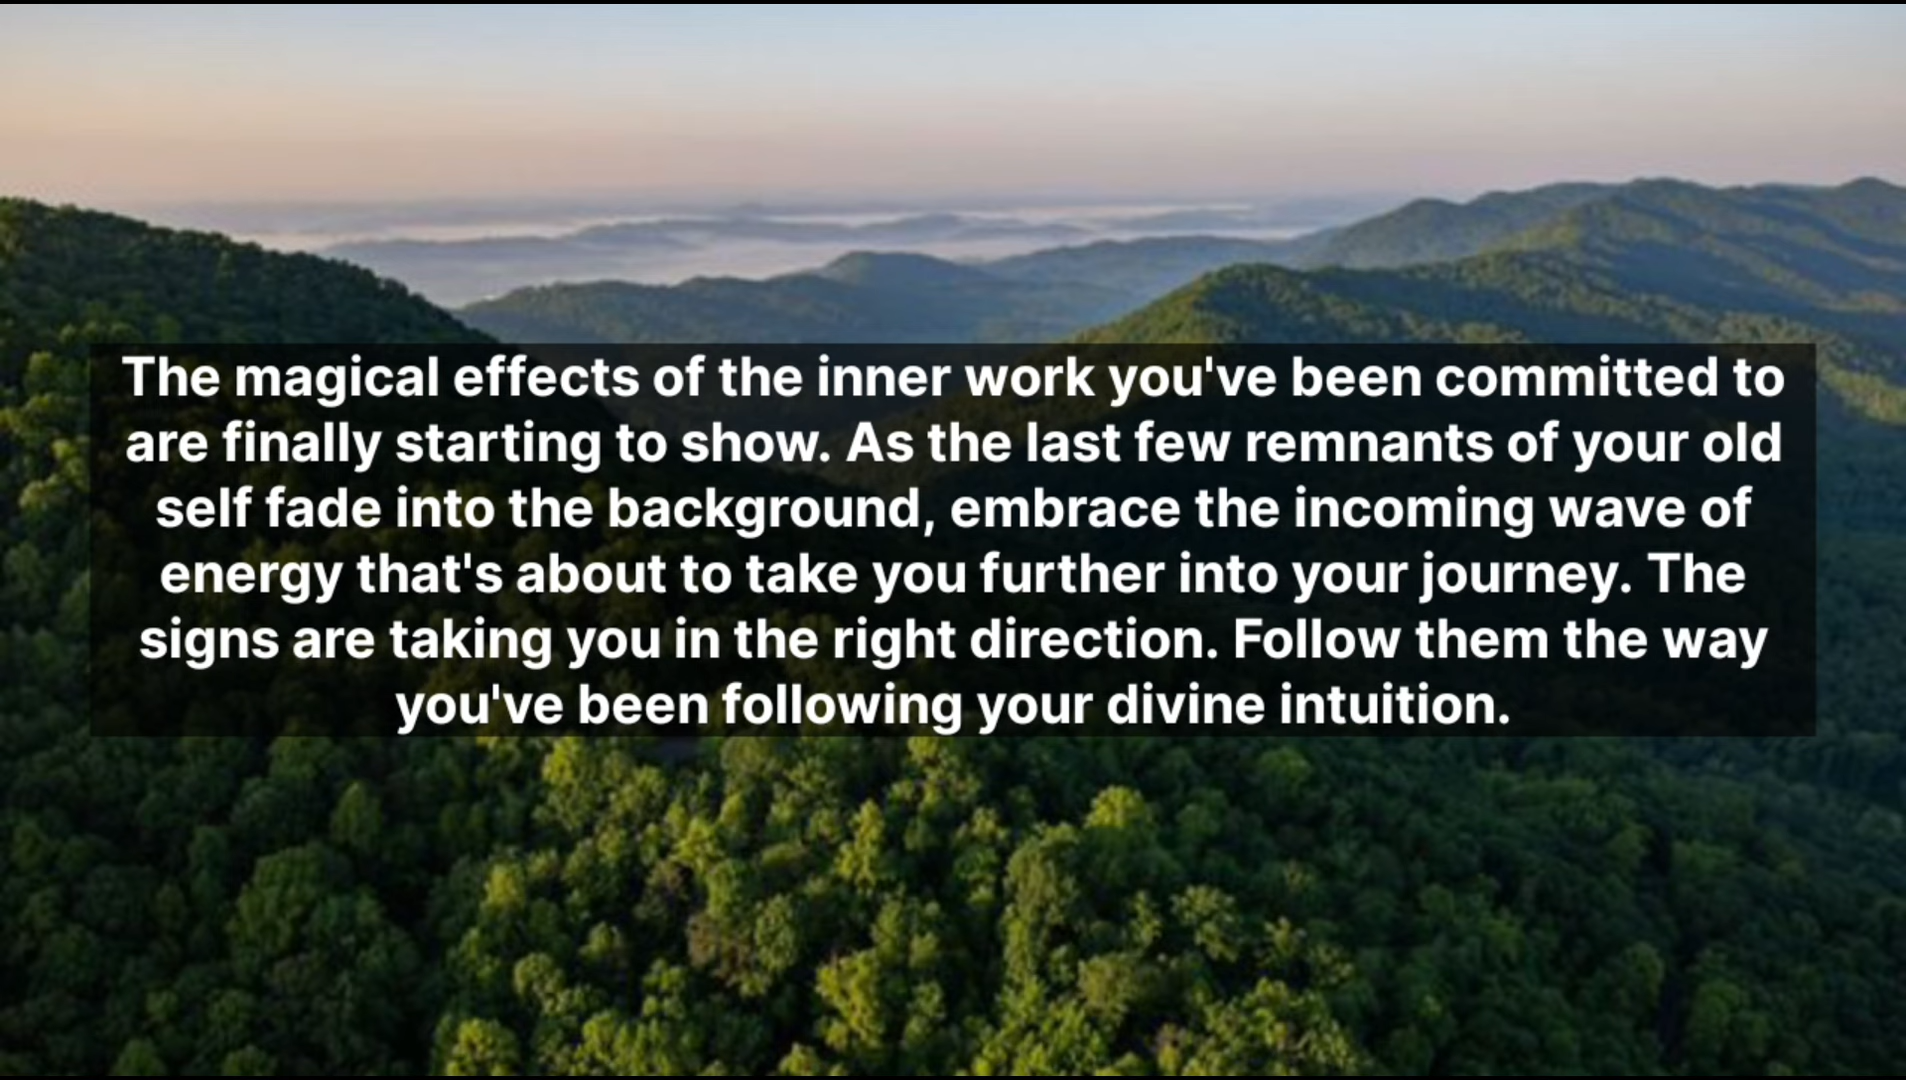 The magical effects of the inner work you've been committed to
are finally starting to show. As the last few remnants of your old
self fade into the background, embrace the incoming wave of
energy that's about to take you further into your journey. The
signs are taking you in the right direction. Follow them the way
you've been following your divine intuition.